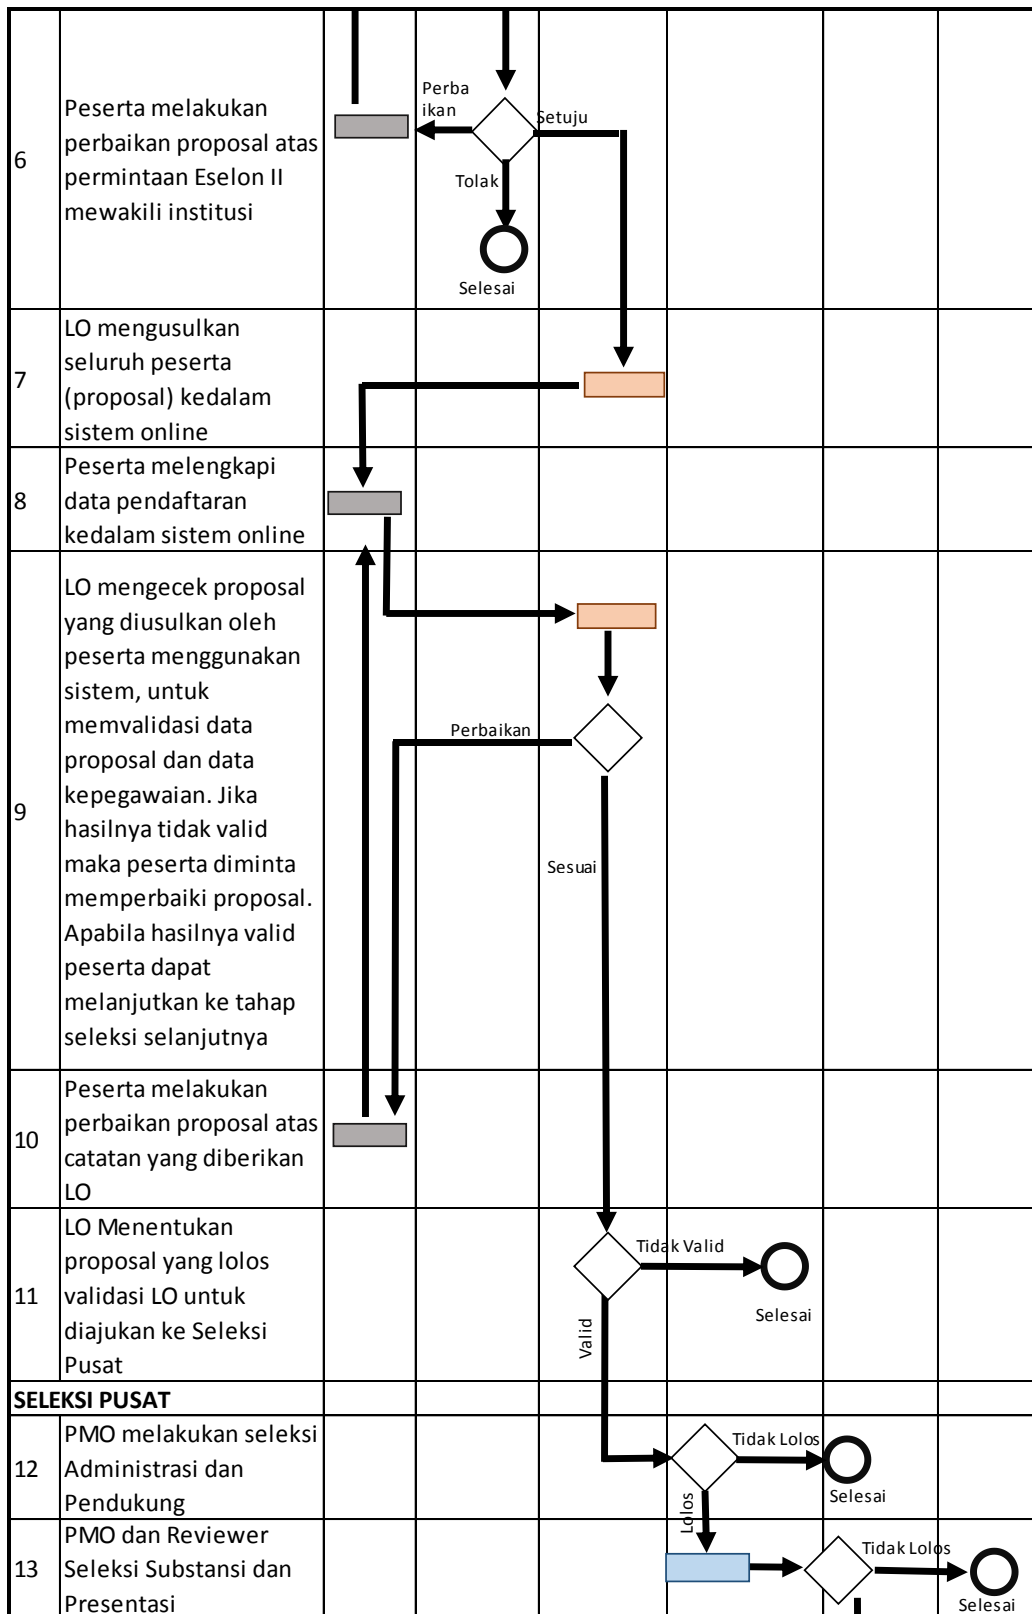 6
Peserta melakukan
perbaikan proposal atas
permintaan Eselon II
mewakili institusi
Perba
ikan
Setuju
Tolak
Selesai
7
LO mengusulkan
seluruh peserta
(proposal) kedalam
sistem online
8
Peserta melengkapi
data pendaftaran
kedalam sistem online
9
LO mengecek proposal
yang diusulkan oleh
peserta menggunakan
sistem, untuk
memvalidasi data
proposal dan data
kepegawaian. Jika
hasilnya tidak valid
maka peserta diminta
memperbaiki proposal.
Apabila hasilnya valid
peserta dapat
melanjutkan ke tahap
seleksi selanjutnya
Perbaikan
Sesuai
10
Peserta melakukan
perbaikan proposal atas
catatan yang diberikan
LO
11
LO Menentukan
proposal yang lolos
validasi LO untuk
diajukan ke Seleksi
Pusat
Tidak Valid
Selesai
Valid
SELEKSI PUSAT
12
PMO melakukan seleksi
Administrasi dan
Pendukung
Tidak Lolos
Selesai
Lolos
13
PMO dan Reviewer
Seleksi Substansi dan
Presentasi
Tidak Lolos
Selesai